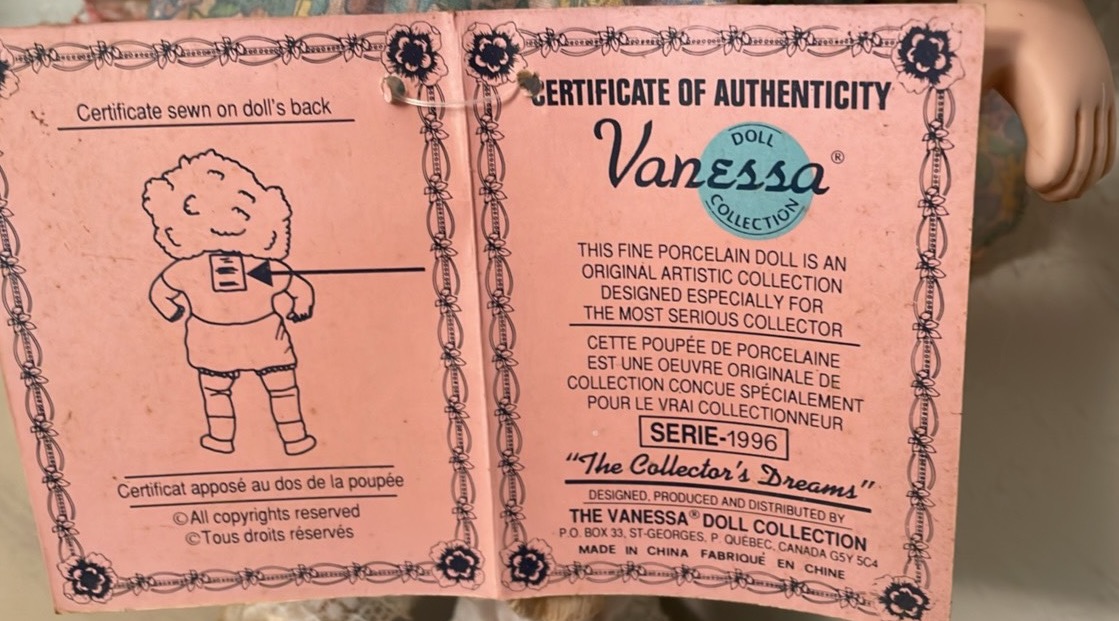 Certificate sewn on doll's back
Certificat apposé au dos de la poupée
©All copyrights reserved
©Tous droits réservés
CERTIFICATE OF AUTHENTICITY
DOLL
Vanessa®
COLLECTION
THIS FINE PORCELAIN DOLL IS AN
ORIGINAL ARTISTIC COLLECTION
DESIGNED ESPECIALLY FOR
THE MOST SERIOUS COLLECTOR
CETTE POUPÉE DE PORCELAINE
EST UNE OEUVRE ORIGINALE DE
COLLECTION CONCUE SPÉCIALEMENT
POUR LE VRAI COLLECTIONNEUR
SERIE-1996
"The Collector's Dreams"
DESIGNED, PRODUCED AND DISTRIBUTED BY
THE VANESSA® DOLL COLLECTION
P.O. BOX 33, ST-GEORGES, P. QUÉBEC, CANADA G5Y 5C4
MADE IN CHINA FABRIQUÉ EN CHINE